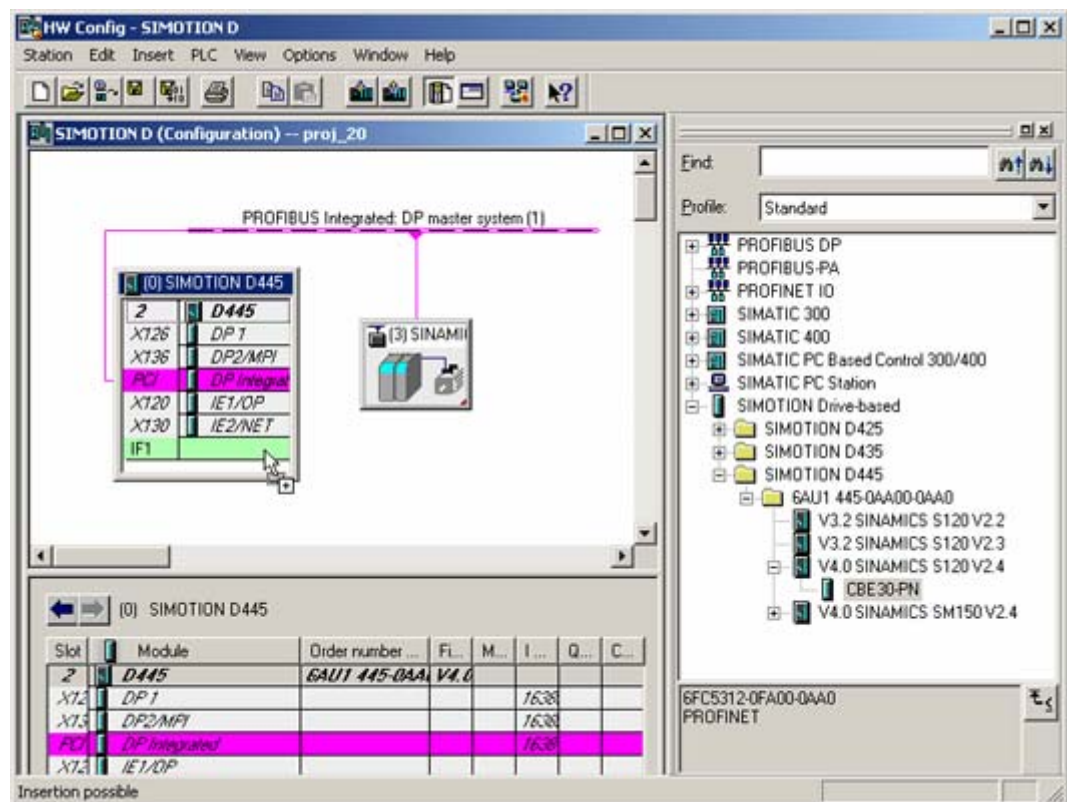 HW Config - SIMOTION D
Station Edit Insert PLC View Options Window Help
SIMOTION D (Configuration) -- proj_20
PROFIBUS Integrated: DP master system (1)
(0) SIMOTION D445
2 D445
X126 DP 1
X136 DP2/MPI
PCI DP Integrat
X120 IE1/OP
X130 IE2/NET
IF1
(3) SINAMI
Find:
Profile: Standard
PROFIBUS DP
PROFIBUS-PA
PROFINET IO
SIMATIC 300
SIMATIC 400
SIMATIC PC Based Control 300/400
SIMATIC PC Station
SIMOTION Drive-based
SIMOTION D425
SIMOTION D435
SIMOTION D445
6AU1 445-0AA00-0AA0
V3.2 SINAMICS S120 V2.2
V3.2 SINAMICS S120 V2.3
V4.0 SINAMICS S120 V2.4
CBE30-PN
V4.0 SINAMICS SM150 V2.4
6FC5312-0FA00-0AA0
PROFINET
(0) SIMOTION D445
Slot Module Order number ... Fi... M... I ... Q... C...
2 D445 6AU1 445-0AA V4.0
X12 DP 1 1638
X13 DP2/MPI 1638
PCI DP Integrated 1638
X12 IE1/OP
Insertion possible